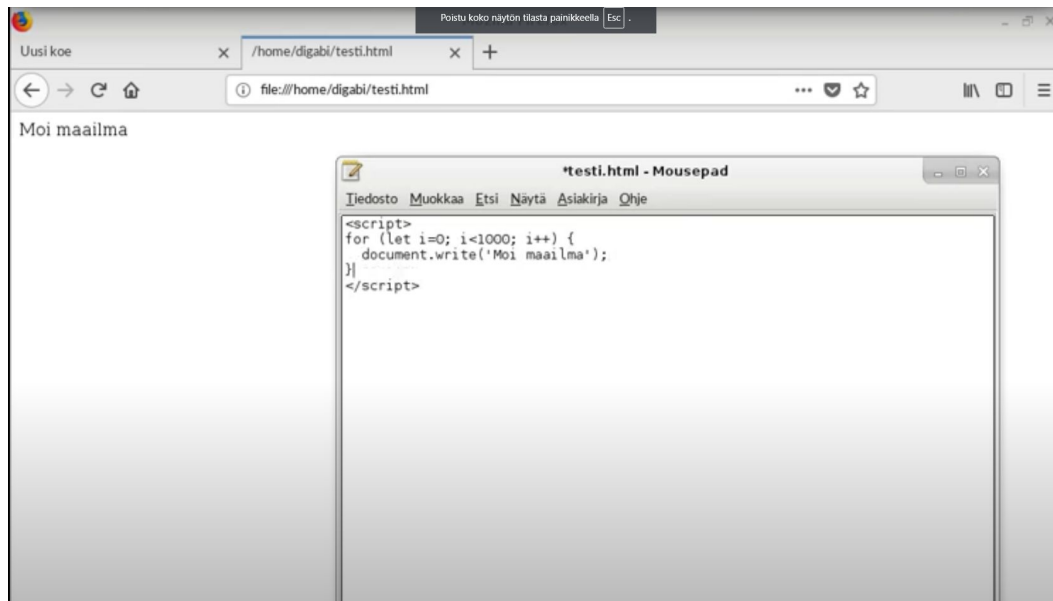 Poistu koko näytön tilasta painikkeella Esc .
Uusi koe
/home/digabi/testi.html
file:///home/digabi/testi.html
Moi maailma
*testi.html - Mousepad
Tiedosto Muokkaa Etsi Näytä Asiakirja Ohje
<script>
for (let i=0; i<1000; i++) {
  document.write('Moi maailma');
}
</script>